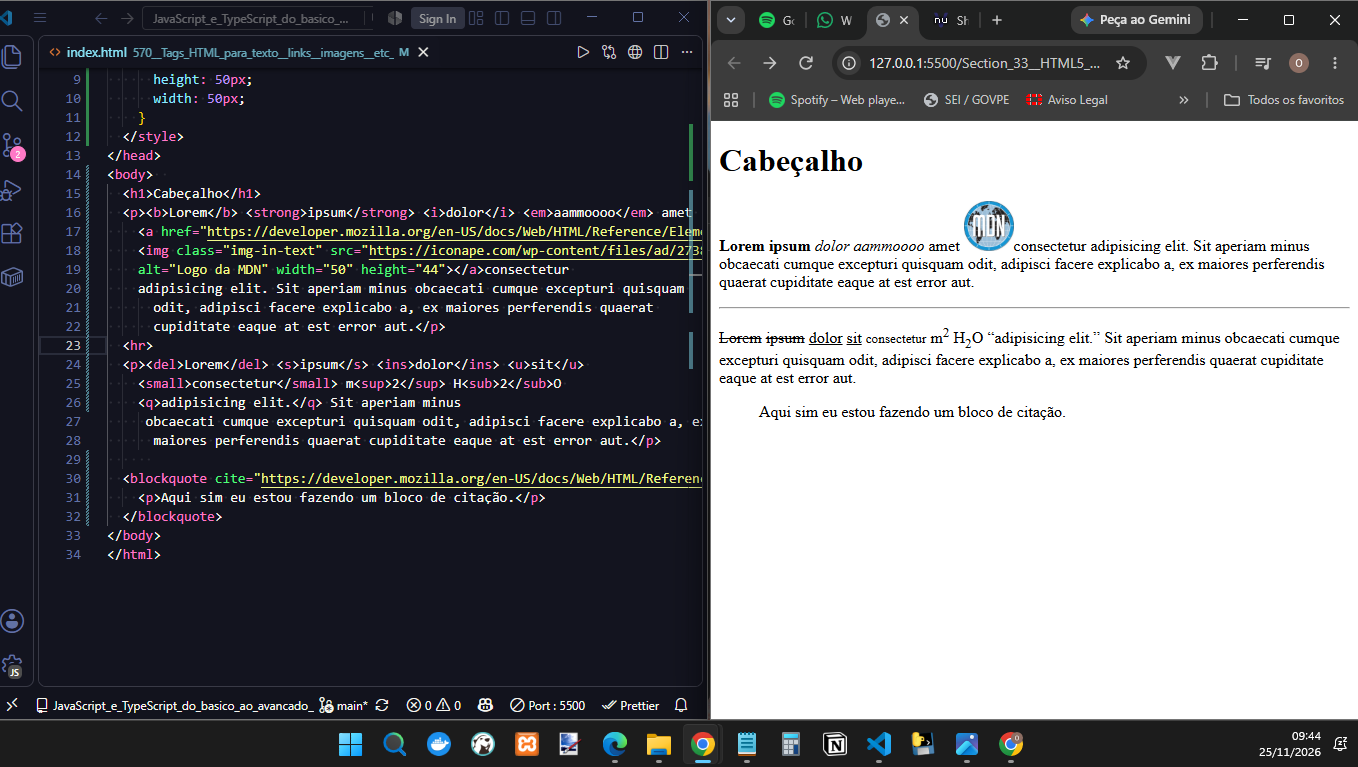 JavaScript_e_TypeScript_do_basico_...
Sign In
index.html 570__Tags_HTML_para_texto__links__imagens__etc_ M
9 height: 50px;
10 width: 50px;
11 }
12 </style>
13 </head>
14 <body>
15 <h1>Cabeçalho</h1>
16 <p><b>Lorem</b> <strong>ipsum</strong> <i>dolor</i> <em>aammoooo</em> amet
17 <a href="https://developer.mozilla.org/en-US/docs/Web/HTML/Reference/Eleme
18 <img class="img-in-text" src="https://iconape.com/wp-content/files/ad/2738
19 alt="Logo da MDN" width="50" height="44"></a>consectetur
20 adipisicing elit. Sit aperiam minus obcaecati cumque excepturi quisquam
21 odit, adipisci facere explicabo a, ex maiores perferendis quaerat
22 cupiditate eaque at est error aut.</p>
23 <hr>
24 <p><del>Lorem</del> <s>ipsum</s> <ins>dolor</ins> <u>sit</u>
25 <small>consectetur</small> m<sup>2</sup> H<sub>2</sub>O
26 <q>adipisicing elit.</q> Sit aperiam minus
27 obcaecati cumque excepturi quisquam odit, adipisci facere explicabo a, ex
28 maiores perferendis quaerat cupiditate eaque at est error aut.</p>
29
30 <blockquote cite="https://developer.mozilla.org/en-US/docs/Web/HTML/Referen
31 <p>Aqui sim eu estou fazendo um bloco de citação.</p>
32 </blockquote>
33 </body>
34 </html>
2
JS
JavaScript_e_TypeScript_do_basico_ao_avancado_ main* 0 0 Port : 5500 Prettier
W nu Sh Peça ao Gemini
127.0.0.1:5500/Section_33__HTML5_... O
Spotify – Web playe... SEI / GOVPE Aviso Legal » Todos os favoritos
Cabeçalho
MDN
Lorem ipsum dolor aammoooo amet consectetur adipisicing elit. Sit aperiam minus
obcaecati cumque excepturi quisquam odit, adipisci facere explicabo a, ex maiores perferendis
quaerat cupiditate eaque at est error aut.
Lorem ipsum dolor sit consectetur m2 H2O “adipisicing elit.” Sit aperiam minus obcaecati cumque
excepturi quisquam odit, adipisci facere explicabo a, ex maiores perferendis quaerat cupiditate
eaque at est error aut.
Aqui sim eu estou fazendo um bloco de citação.
09:44
25/11/2026